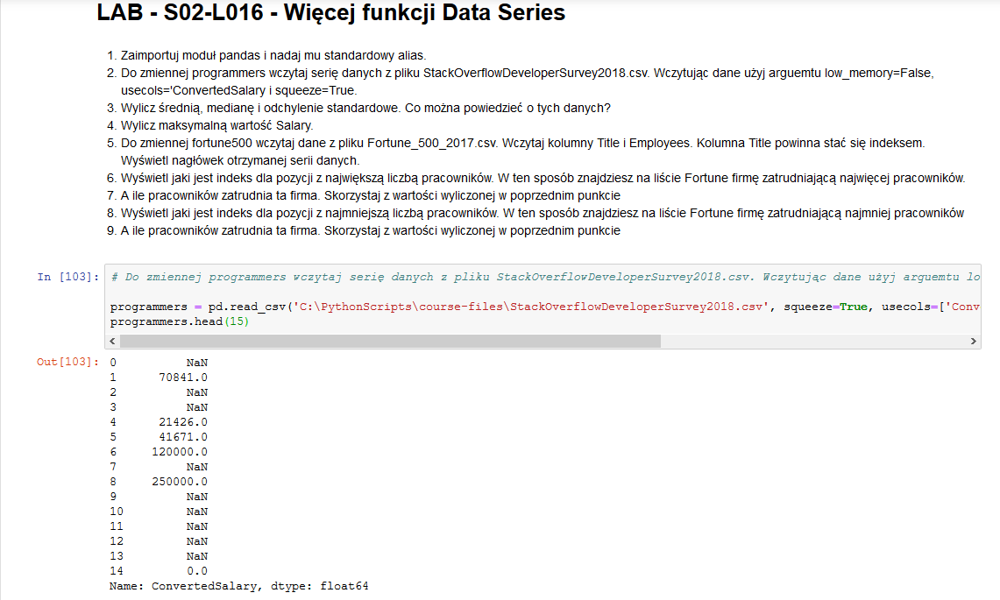 LAB - S02-L016 - Więcej funkcji Data Series
1. Zaimportuj moduł pandas i nadaj mu standardowy alias.
2. Do zmiennej programmers wczytaj serię danych z pliku StackOverflowDeveloperSurvey2018.csv. Wczytując dane użyj arguemtu low_memory=False,
usecols='ConvertedSalary i squeeze=True.
3. Wylicz średnią, medianę i odchylenie standardowe. Co można powiedzieć o tych danych?
4. Wylicz maksymalną wartość Salary.
5. Do zmiennej fortune500 wczytaj dane z pliku Fortune_500_2017.csv. Wczytaj kolumny Title i Employees. Kolumna Title powinna stać się indeksem.
Wyświetl nagłówek otrzymanej serii danych.
6. Wyświetl jaki jest indeks dla pozycji z największą liczbą pracowników. W ten sposób znajdziesz na liście Fortune firmę zatrudniającą najwięcej pracowników.
7. A ile pracowników zatrudnia ta firma. Skorzystaj z wartości wyliczonej w poprzednim punkcie
8. Wyświetl jaki jest indeks dla pozycji z najmniejszą liczbą pracowników. W ten sposób znajdziesz na liście Fortune firmę zatrudniającą najmniej pracowników
9. A ile pracowników zatrudnia ta firma. Skorzystaj z wartości wyliczonej w poprzednim punkcie
In [103]: # Do zmiennej programmers wczytaj serię danych z pliku StackOverflowDeveloperSurvey2018.csv. Wczytując dane użyj arguemtu lo
programmers = pd.read_csv('C:\PythonScripts\course-files\StackOverflowDeveloperSurvey2018.csv', squeeze=True, usecols=['Conv
programmers.head(15)
Out[103]: 0 NaN
1 70841.0
2 NaN
3 NaN
4 21426.0
5 41671.0
6 120000.0
7 NaN
8 250000.0
9 NaN
10 NaN
11 NaN
12 NaN
13 NaN
14 0.0
Name: ConvertedSalary, dtype: float64